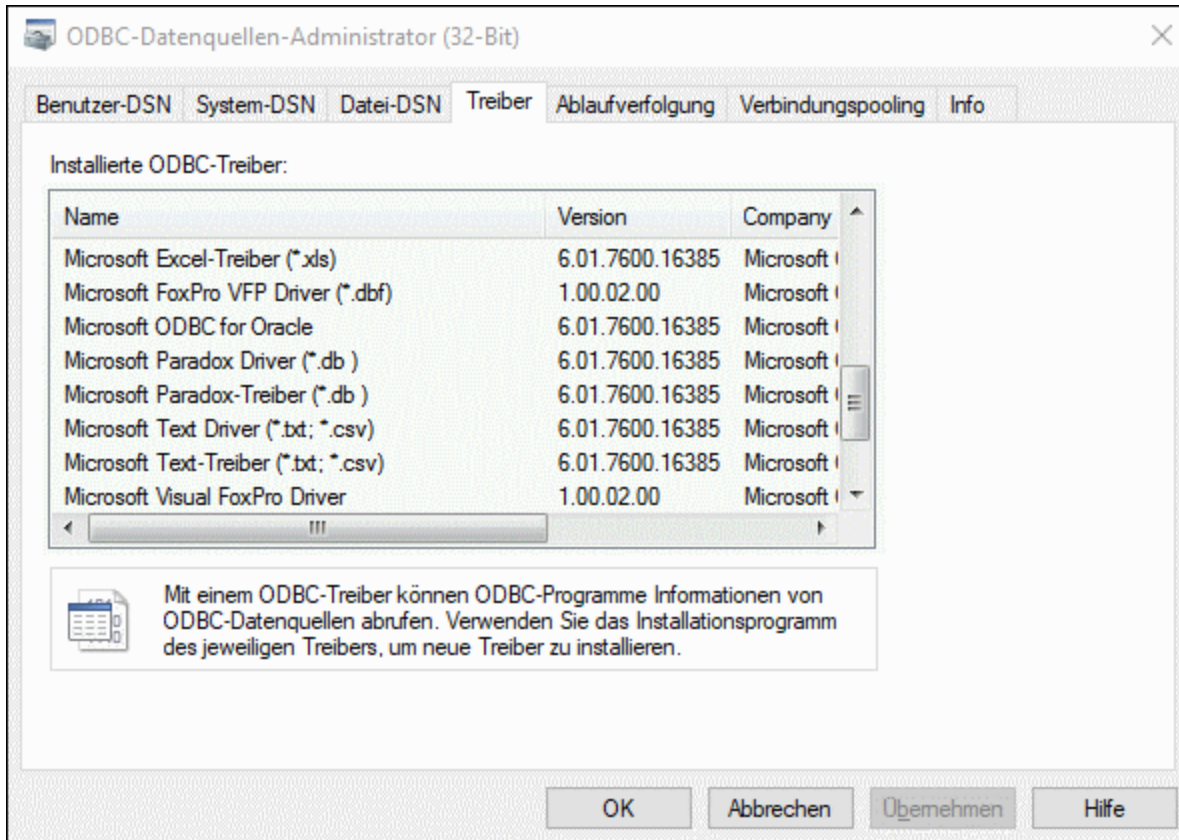 ODBC-Datenquellen-Administrator (32-Bit)
Benutzer-DSN System-DSN Datei-DSN Treiber Ablaufverfolgung Verbindungspooling Info
Installierte ODBC-Treiber:
Name Version Company
Microsoft Excel-Treiber (*.xls) 6.01.7600.16385 Microsoft
Microsoft FoxPro VFP Driver (*.dbf) 1.00.02.00 Microsoft
Microsoft ODBC for Oracle 6.01.7600.16385 Microsoft
Microsoft Paradox Driver (*.db ) 6.01.7600.16385 Microsoft
Microsoft Paradox-Treiber (*.db ) 6.01.7600.16385 Microsoft
Microsoft Text Driver (*.txt; *.csv) 6.01.7600.16385 Microsoft
Microsoft Text-Treiber (*.txt; *.csv) 6.01.7600.16385 Microsoft
Microsoft Visual FoxPro Driver 1.00.02.00 Microsoft
Mit einem ODBC-Treiber können ODBC-Programme Informationen von
ODBC-Datenquellen abrufen. Verwenden Sie das Installationsprogramm
des jeweiligen Treibers, um neue Treiber zu installieren.
OK Abbrechen Übernehmen Hilfe